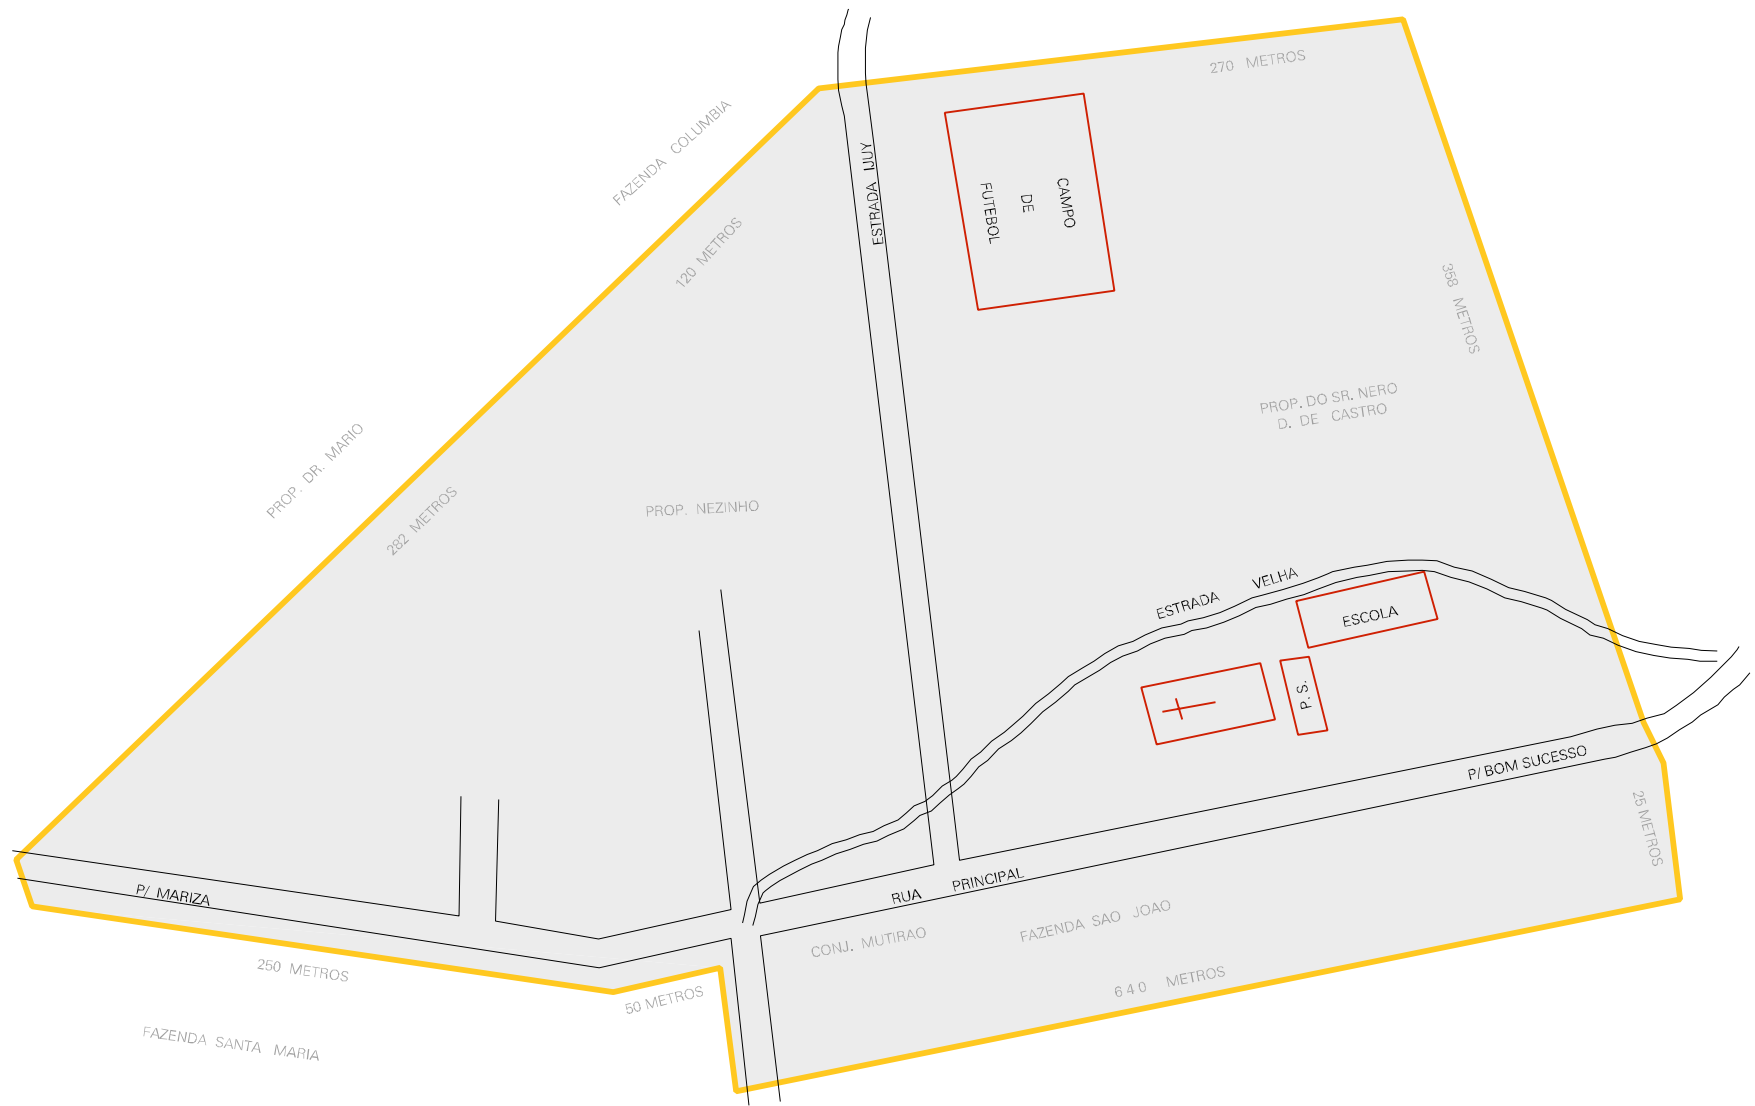 270 METROS
FAZENDA COLUMBIA
120 METROS
ESTRADA IJUY
CAMPO
DE
FUTEBOL
358 METROS
PROP. DO SR. NERO
D. DE CASTRO
PROP. DR. MARIO
282 METROS
PROP. NEZINHO
ESTRADA VELHA
ESCOLA
P. S.
P/ BOM SUCESSO
25 METROS
P/ MARIZA
RUA PRINCIPAL
CONJ. MUTIRAO
FAZENDA SAO JOAO
250 METROS
50 METROS
640 METROS
FAZENDA SANTA MARIA